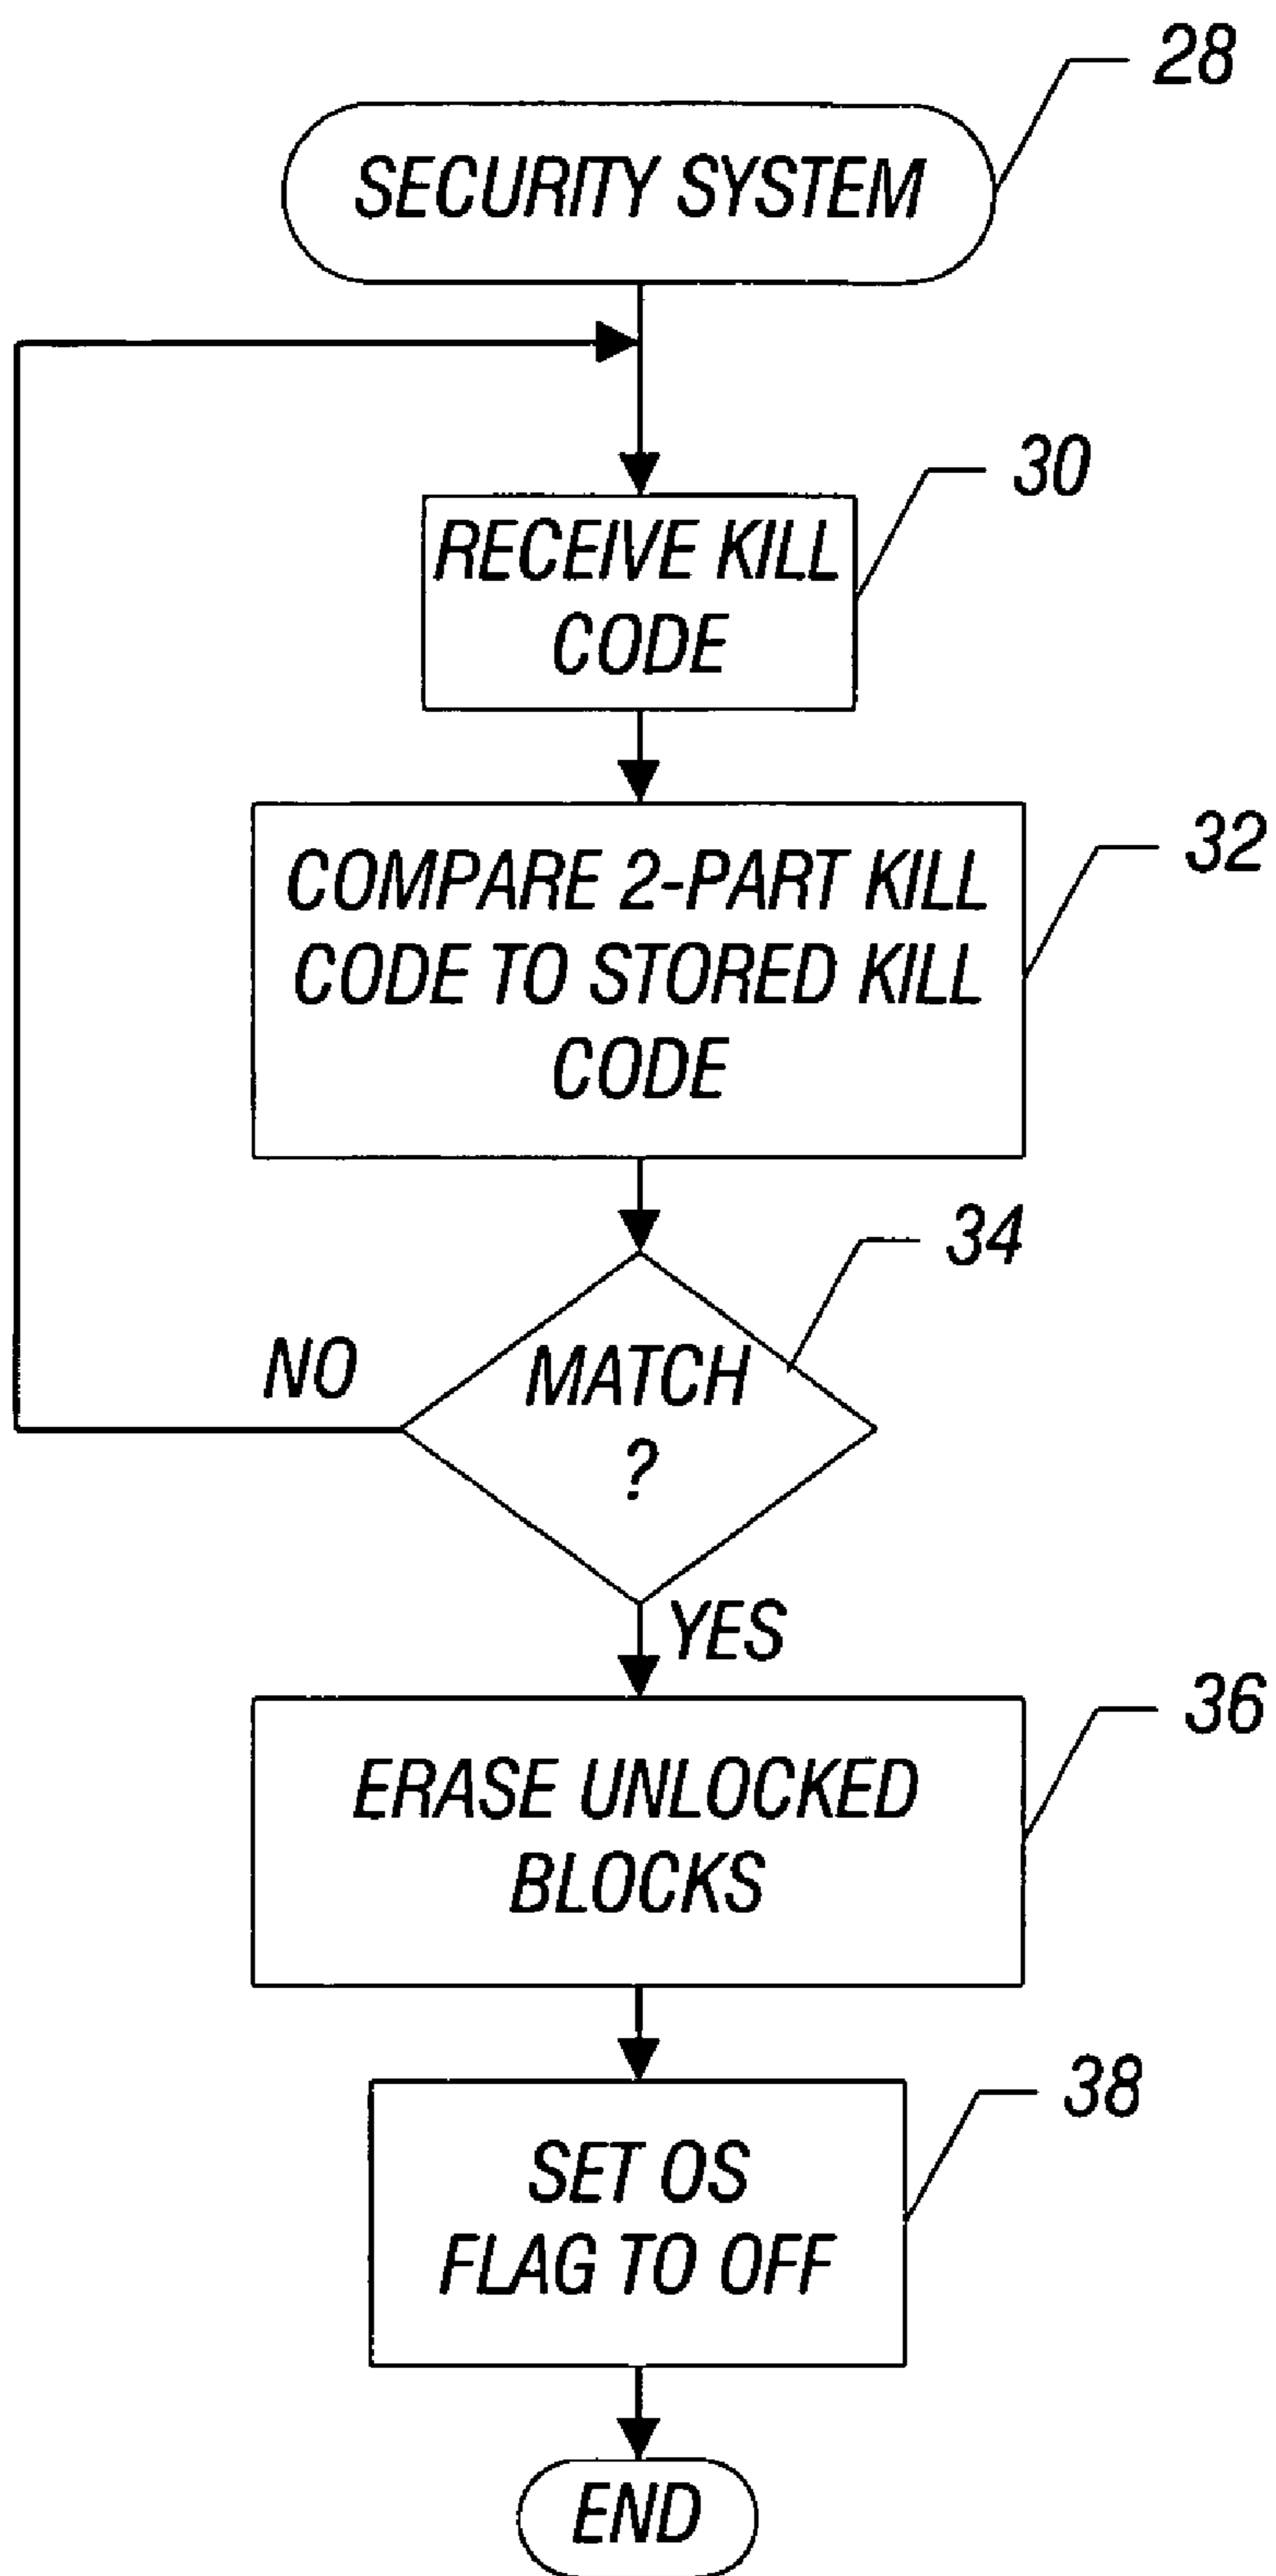 28
SECURITY SYSTEM
30
RECEIVE KILL
CODE
32
COMPARE 2-PART KILL
CODE TO STORED KILL
CODE
34
NO
MATCH
?
YES
36
ERASE UNLOCKED
BLOCKS
38
SET OS
FLAG TO OFF
END